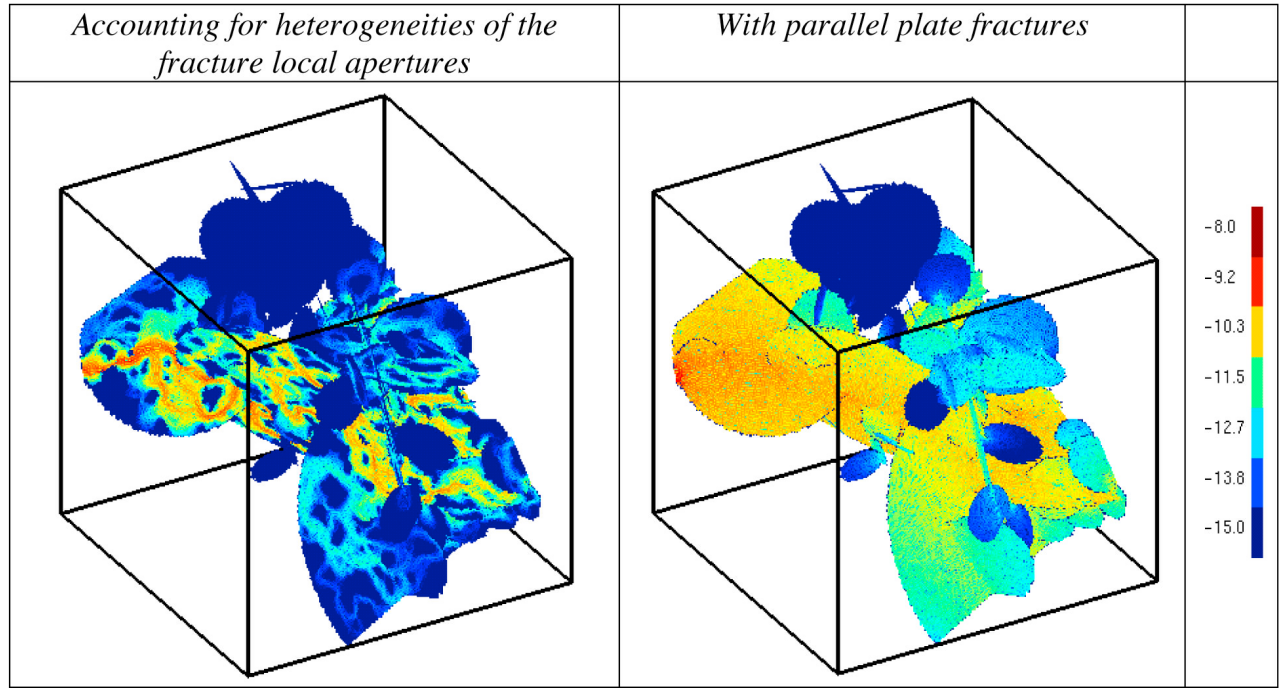 Accounting for heterogeneities of the
fracture local apertures
With parallel plate fractures
-8.0
-9.2
-10.3
-11.5
-12.7
-13.8
-15.0